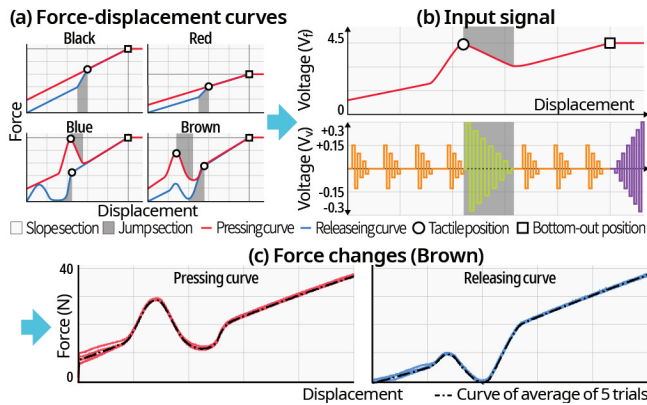 (a) Force-displacement curves
Black
Red
Blue
Brown
Force
Displacement
(b) Input signal
Voltage (Vf)
4.5
0
Displacement
Voltage (Vv)
+0.3
+0.15
-0.15
-0.3
Slope section
Jump section
Pressing curve
Releaseing curve
Tactile position
Bottom-out position
(c) Force changes (Brown)
Force (N)
40
0
Pressing curve
Releasing curve
Displacement
Curve of average of 5 trials